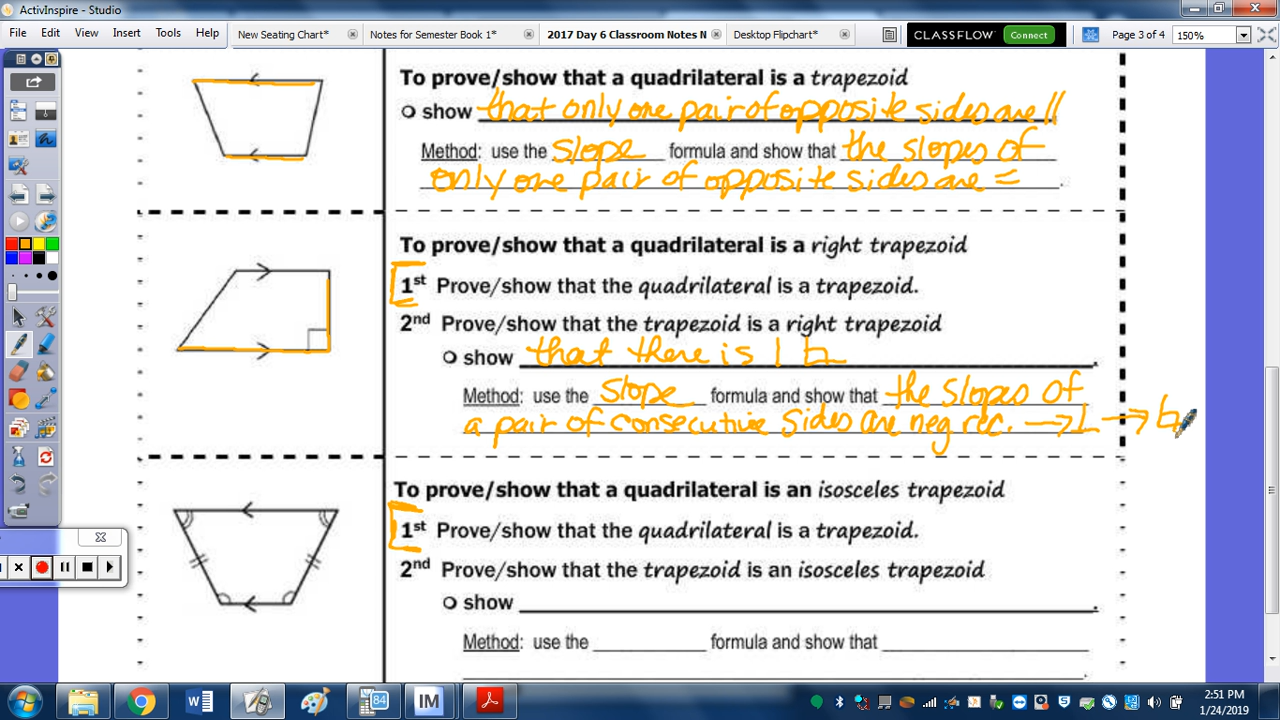 ActivInspire - Studio
File Edit View Insert Tools Help New Seating Chart* Notes for Semester Book 1* 2017 Day 6 Classroom Notes N Desktop Flipchart* CLASSFLOW Connect Page 3 of 4 150%
To prove/show that a quadrilateral is a trapezoid
show that only one pair of opposite sides are //
Method: use the slope formula and show that the slopes of
only one pair of opposite sides are = .
To prove/show that a quadrilateral is a right trapezoid
1st Prove/show that the quadrilateral is a trapezoid.
2nd Prove/show that the trapezoid is a right trapezoid
show that there is 1 ⦜ .
Method: use the slope formula and show that the slopes of
a pair of consecutive sides are neg rec. → ⊥ → ⦜
To prove/show that a quadrilateral is an isosceles trapezoid
1st Prove/show that the quadrilateral is a trapezoid.
2nd Prove/show that the trapezoid is an isosceles trapezoid
show ____ .
Method: use the ____ formula and show that ____
____ .
84
IM
2:51 PM
1/24/2019